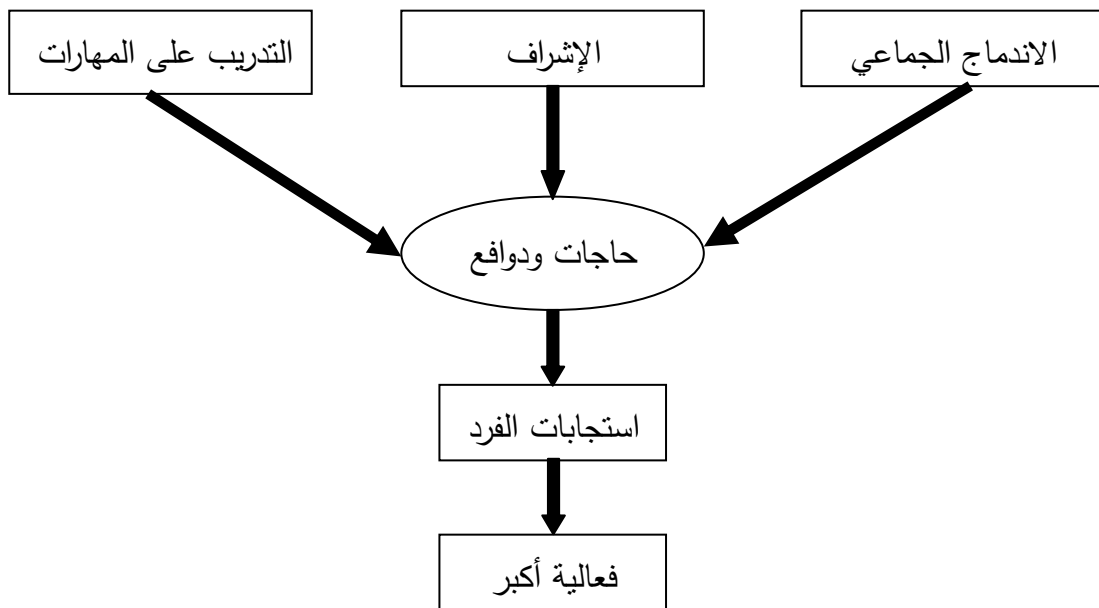 الاندماج الجماعي
الإشراف
التدريب على المهارات
حاجات ودوافع
استجابات الفرد
فعالية أكبر